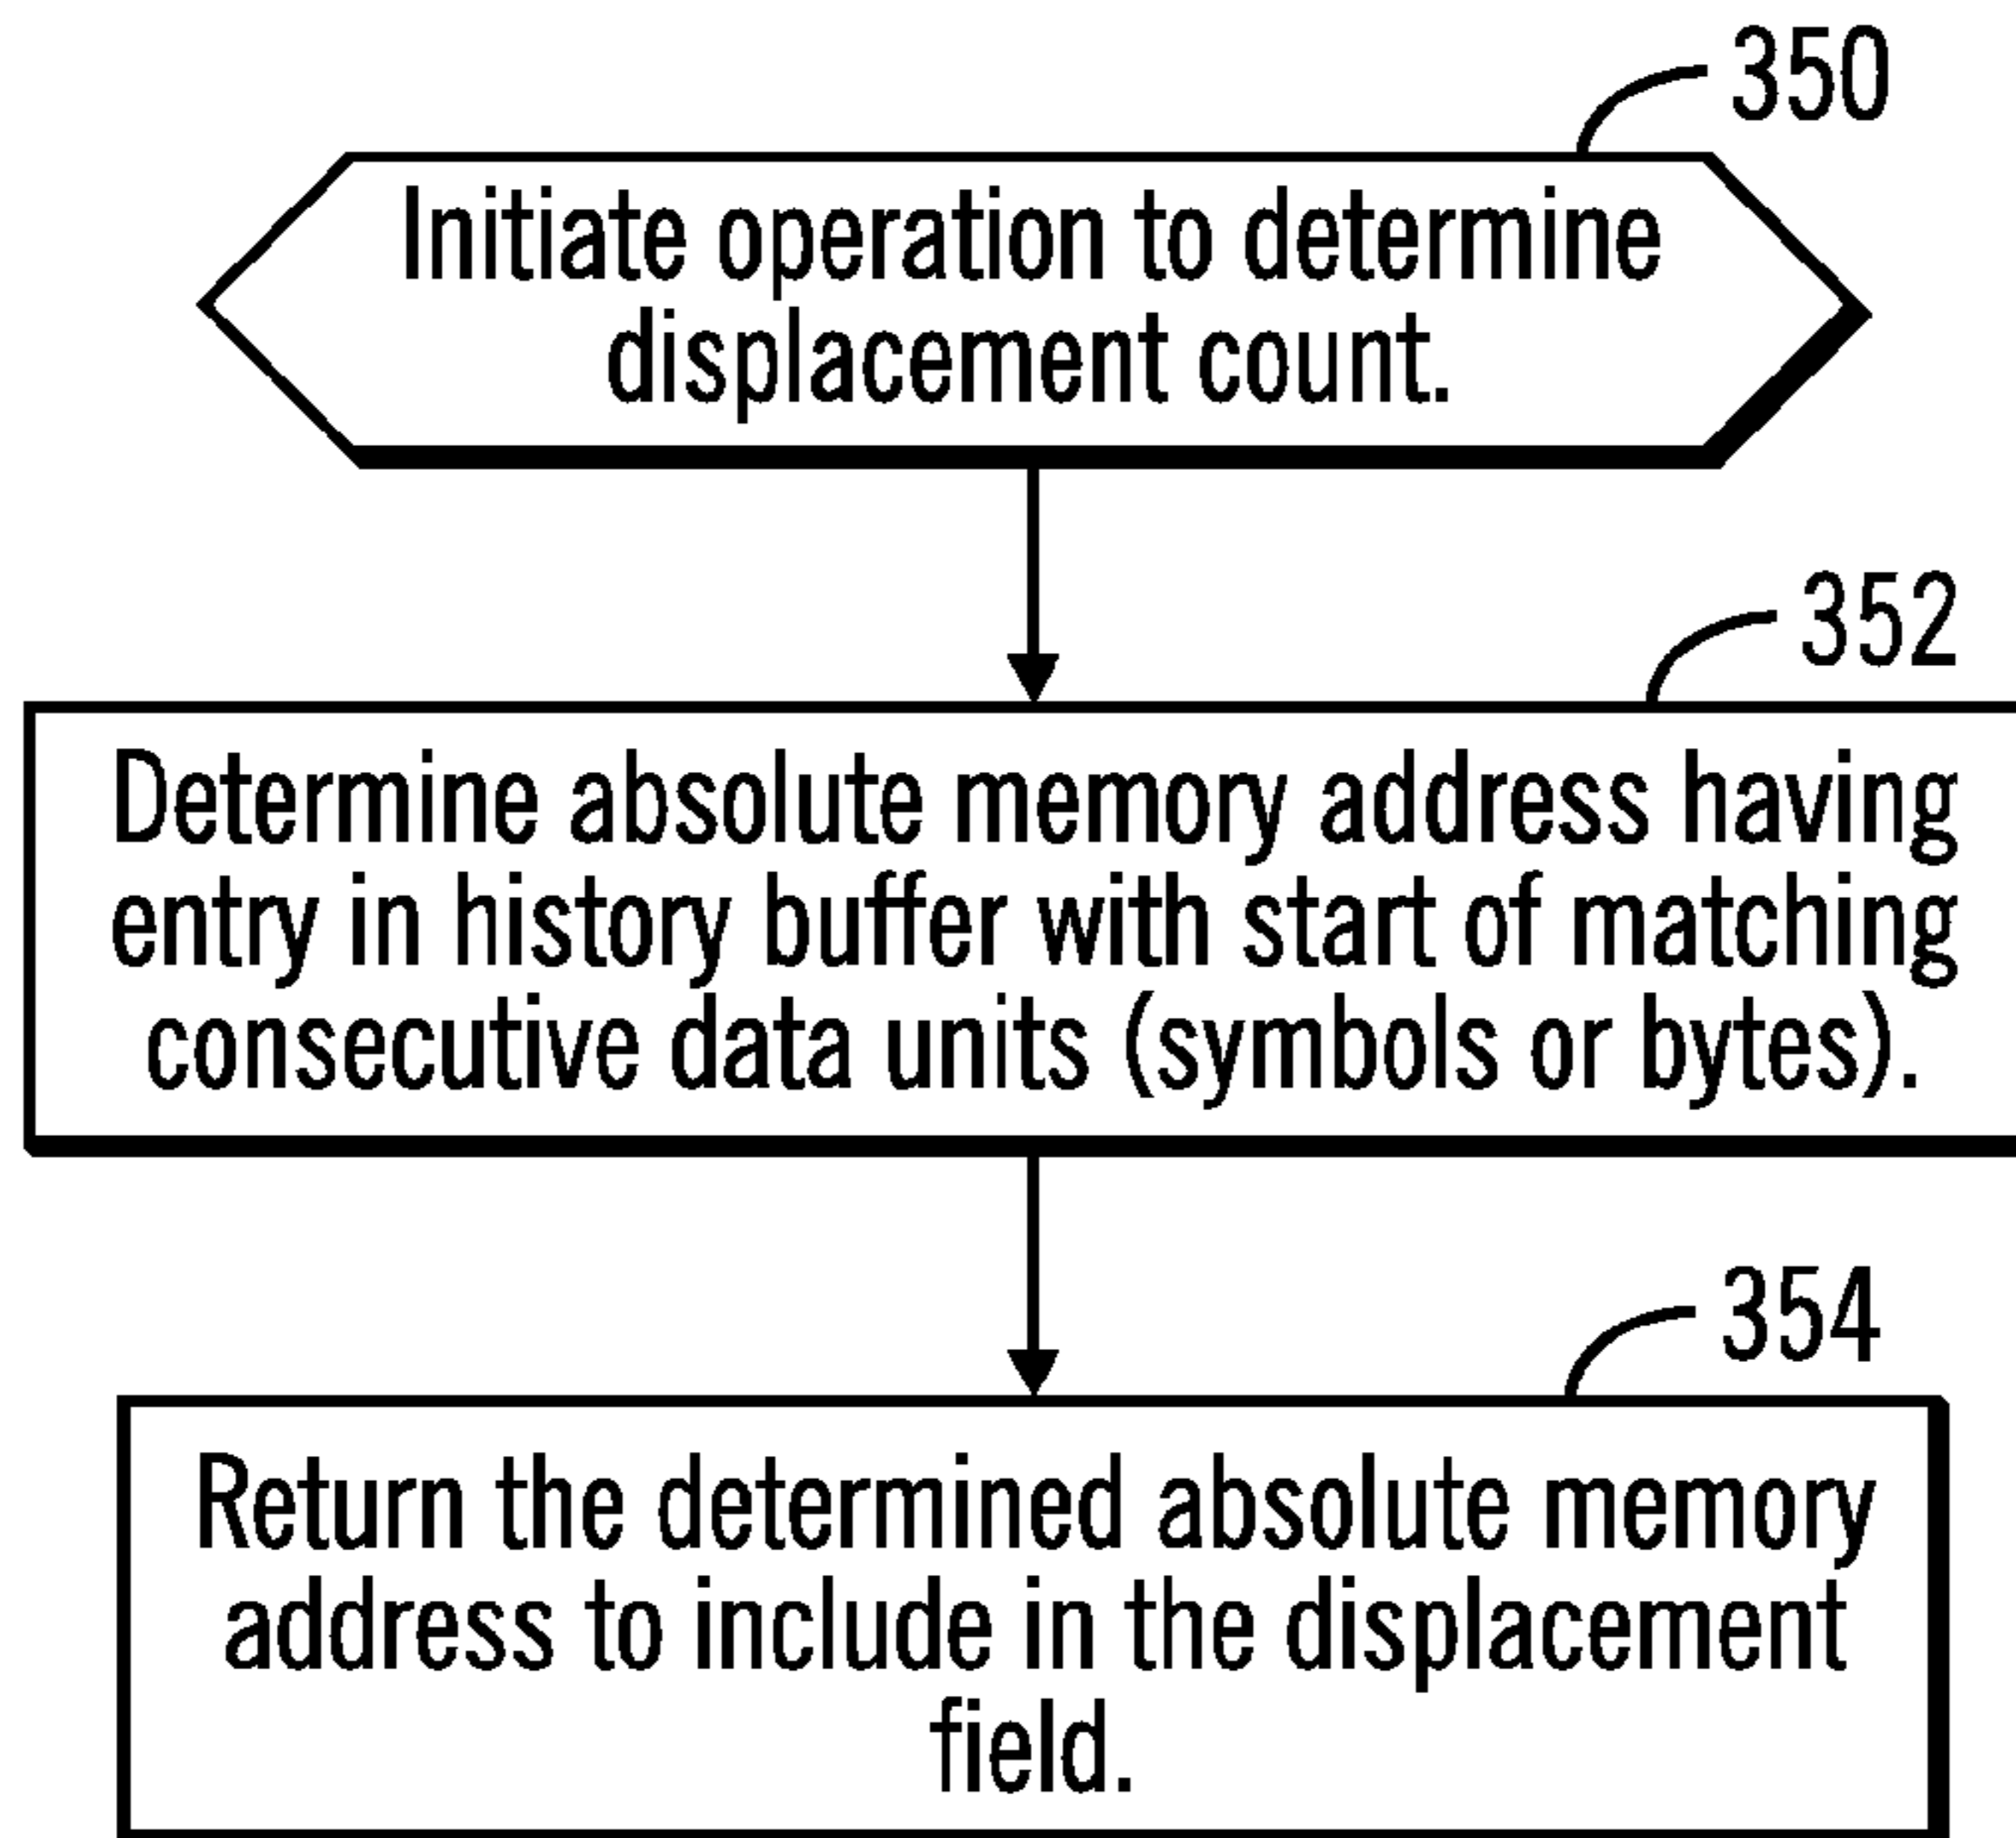 350
Initiate operation to determine
displacement count.
352
Determine absolute memory address having
entry in history buffer with start of matching
consecutive data units (symbols or bytes).
354
Return the determined absolute memory
address to include in the displacement
field.